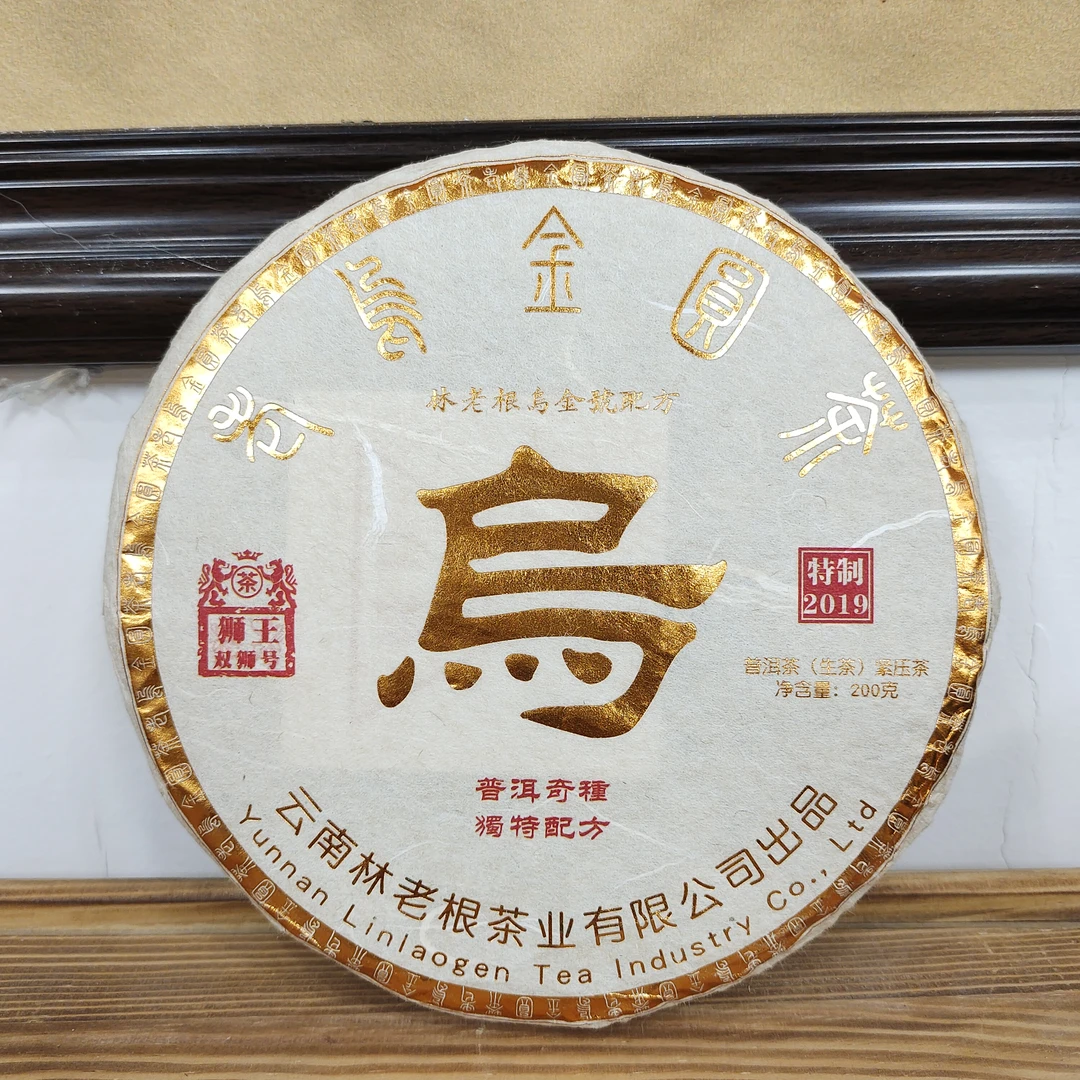 老烏金圓茶
林老根烏金號配方
烏
茶
狮王
双狮号
特制
2019
普洱茶（生茶）紧压茶
净含量：200克
普洱奇種
獨特配方
云南林老根茶业有限公司出品
Yunnan Linlaogen Tea Industry Co., Ltd